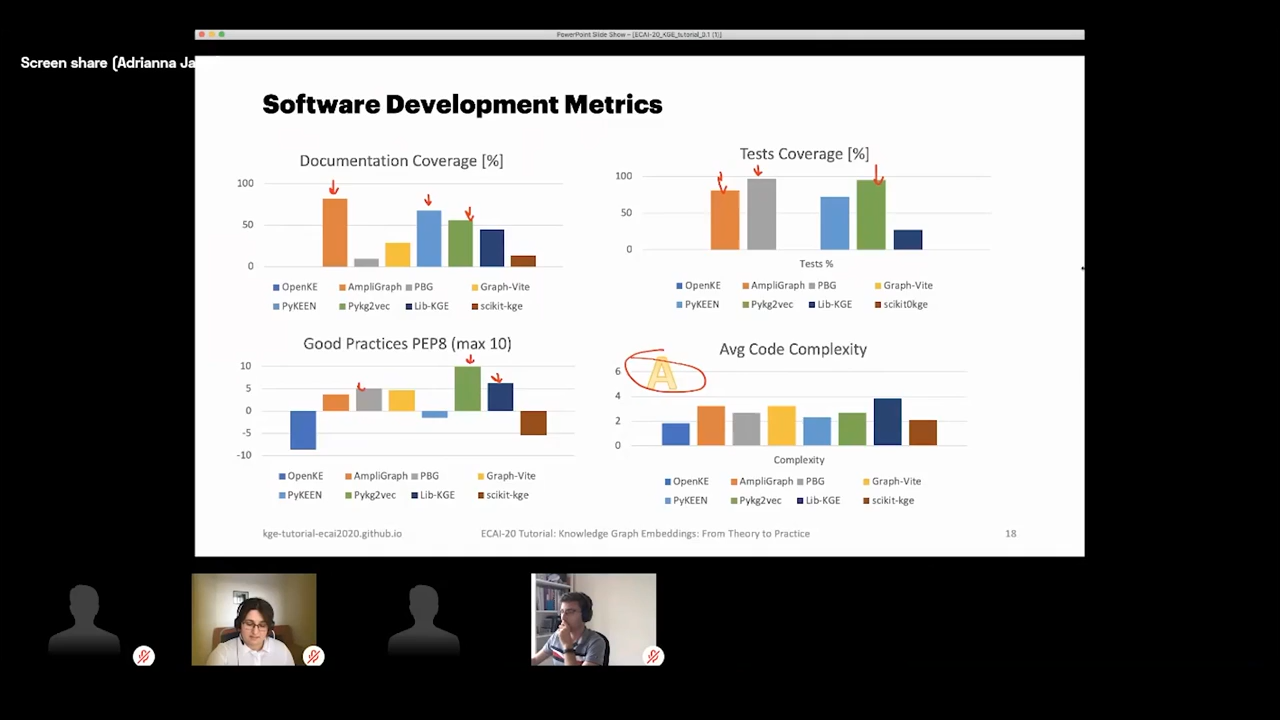 PowerPoint Slide Show - [ECAI-20_KGE_tutorial_3.1 [1]]
Screen share (Adrianna Ja
Software Development Metrics
Documentation Coverage [%]
100
50
0
OpenKE AmpliGraph PBG Graph-Vite
PyKEEN Pykg2vec Lib-KGE scikit-kge
Tests Coverage [%]
100
50
0
Tests %
OpenKE AmpliGraph PBG Graph-Vite
PyKEEN Pykg2vec Lib-KGE scikit0kge
Good Practices PEP8 (max 10)
10
5
0
-5
-10
OpenKE AmpliGraph PBG Graph-Vite
PyKEEN Pykg2vec Lib-KGE scikit-kge
Avg Code Complexity
A
6
4
2
0
Complexity
OpenKE AmpliGraph PBG Graph-Vite
PyKEEN Pykg2vec Lib-KGE scikit-kge
kge-tutorial-ecai2020.github.io ECAI-20 Tutorial: Knowledge Graph Embeddings: From Theory to Practice 18